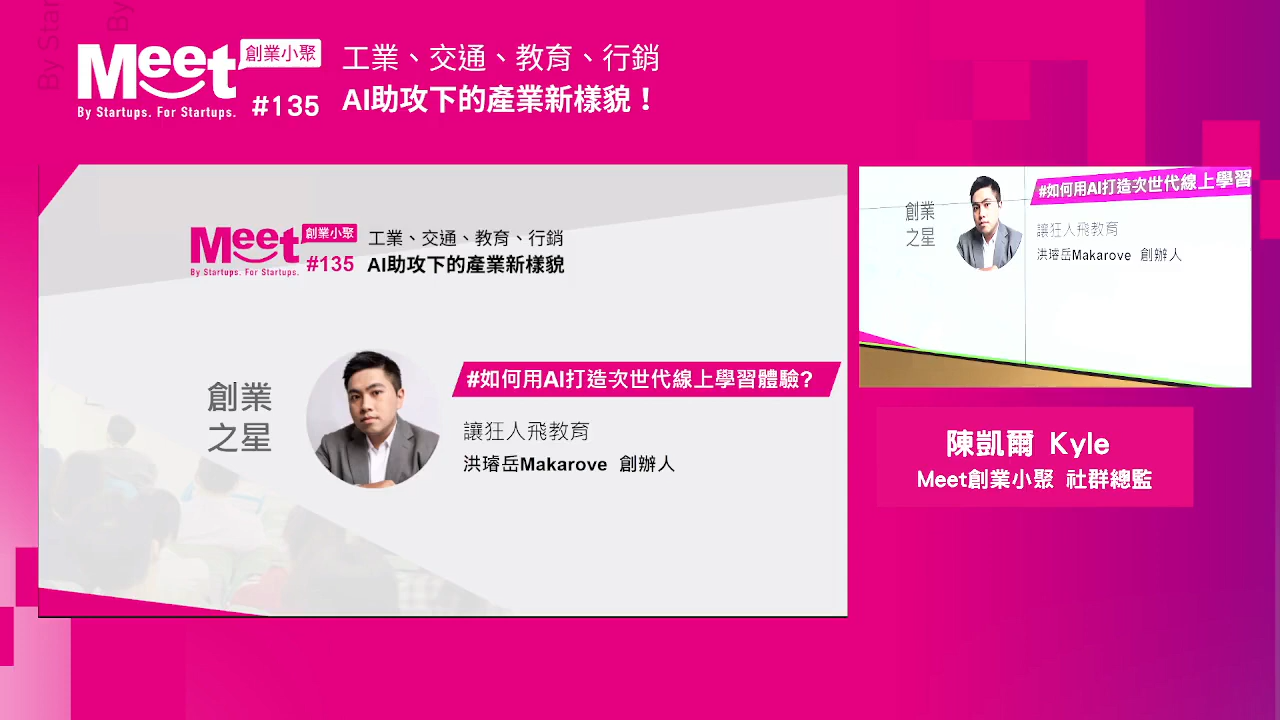 By Star
By
Meet
創業小聚
By Startups. For Startups.
#135
工業、交通、教育、行銷
AI助攻下的產業新樣貌！
Meet
創業小聚
By Startups. For Startups.
#135
工業、交通、教育、行銷
AI助攻下的產業新樣貌
創業
之星
#如何用AI打造次世代線上學習體驗?
讓狂人飛教育
洪璿岳Makarove 創辦人
創業
之星
#如何用AI打造次世代線上學習
讓狂人飛教育
洪璿岳Makarove 創辦人
陳凱爾 Kyle
Meet創業小聚 社群總監